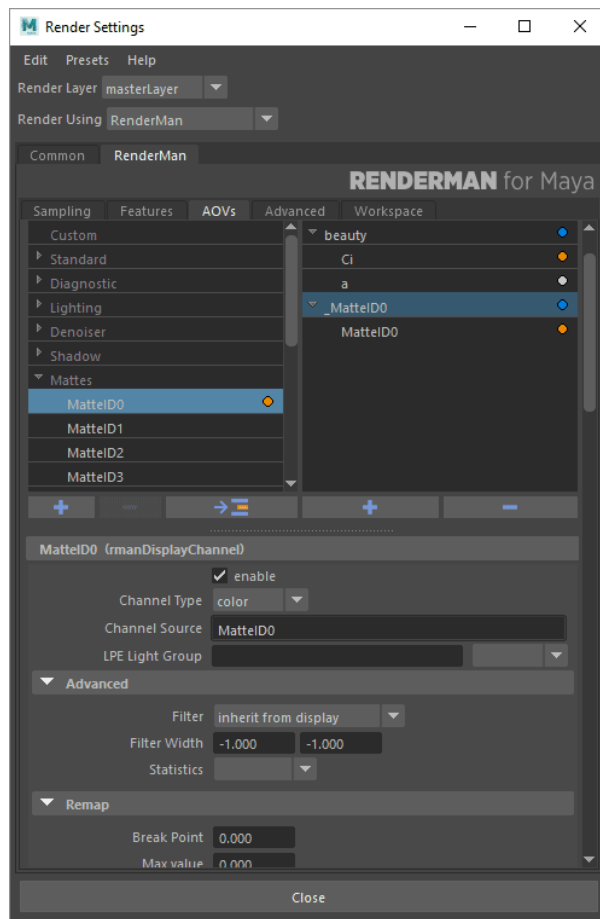 Render Settings
Edit Presets Help
Render Layer masterLayer
Render Using RenderMan
Common RenderMan
RENDERMAN for Maya
Sampling Features AOVs Advanced Workspace
Custom
Standard
Diagnostic
Lighting
Denoiser
Shadow
Mattes
MatteID0
MatteID1
MatteID2
MatteID3
beauty
Ci
a
_MatteID0
MatteID0
MatteID0 (rmanDisplayChannel)
enable
Channel Type color
Channel Source MatteID0
LPE Light Group
Advanced
Filter inherit from display
Filter Width -1.000 -1.000
Statistics
Remap
Break Point 0.000
Max value 0.000
Close